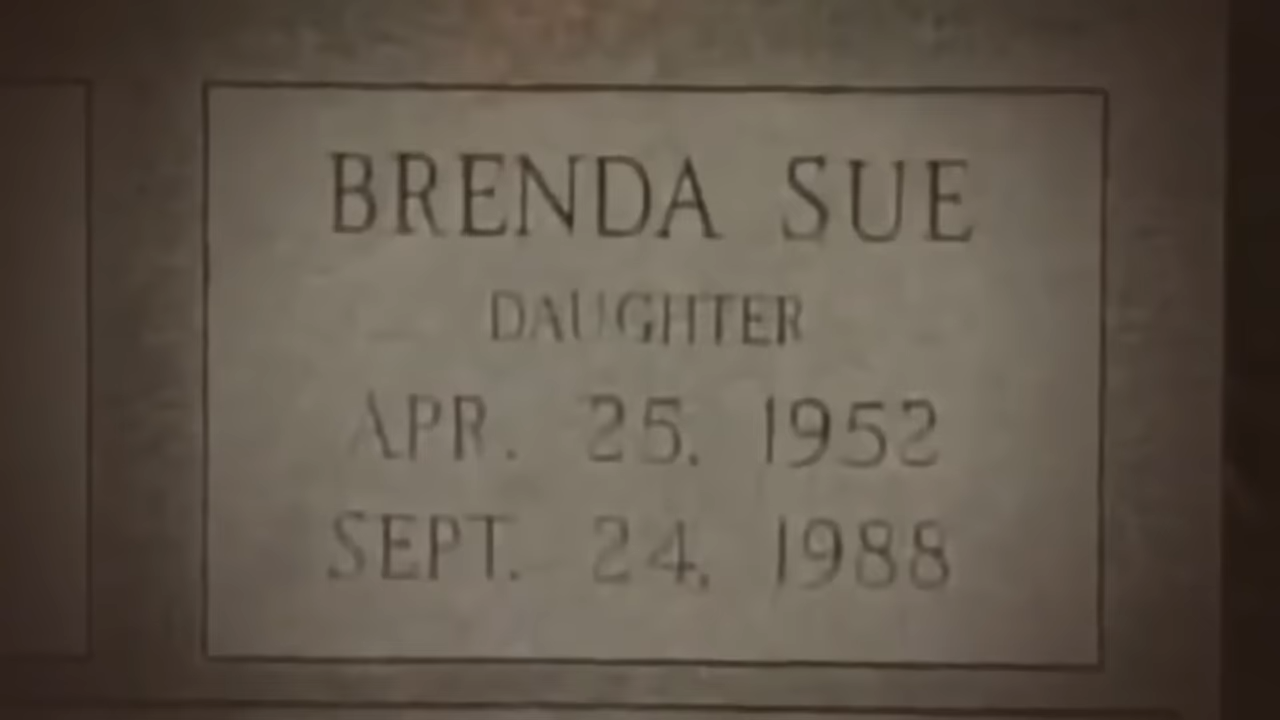 BRENDA SUE
DAUGHTER
APR. 25, 1952
SEPT. 24, 1988